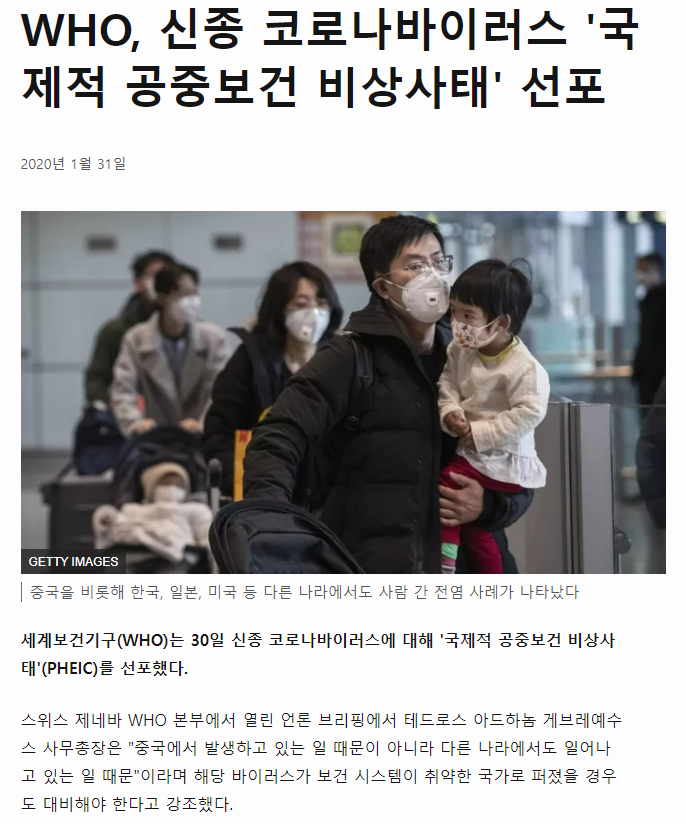 WHO, 신종 코로나바이러스 '국
제적 공중보건 비상사태' 선포
2020년 1월 31일
GETTY IMAGES
중국을 비롯해 한국, 일본, 미국 등 다른 나라에서도 사람 간 전염 사례가 나타났다
세계보건기구(WHO)는 30일 신종 코로나바이러스에 대해 '국제적 공중보건 비상사
태'(PHEIC)를 선포했다.
스위스 제네바 WHO 본부에서 열린 언론 브리핑에서 테드로스 아드하놈 게브레예수
스 사무총장은 "중국에서 발생하고 있는 일 때문이 아니라 다른 나라에서도 일어나
고 있는 일 때문"이라며 해당 바이러스가 보건 시스템이 취약한 국가로 퍼졌을 경우
도 대비해야 한다고 강조했다.